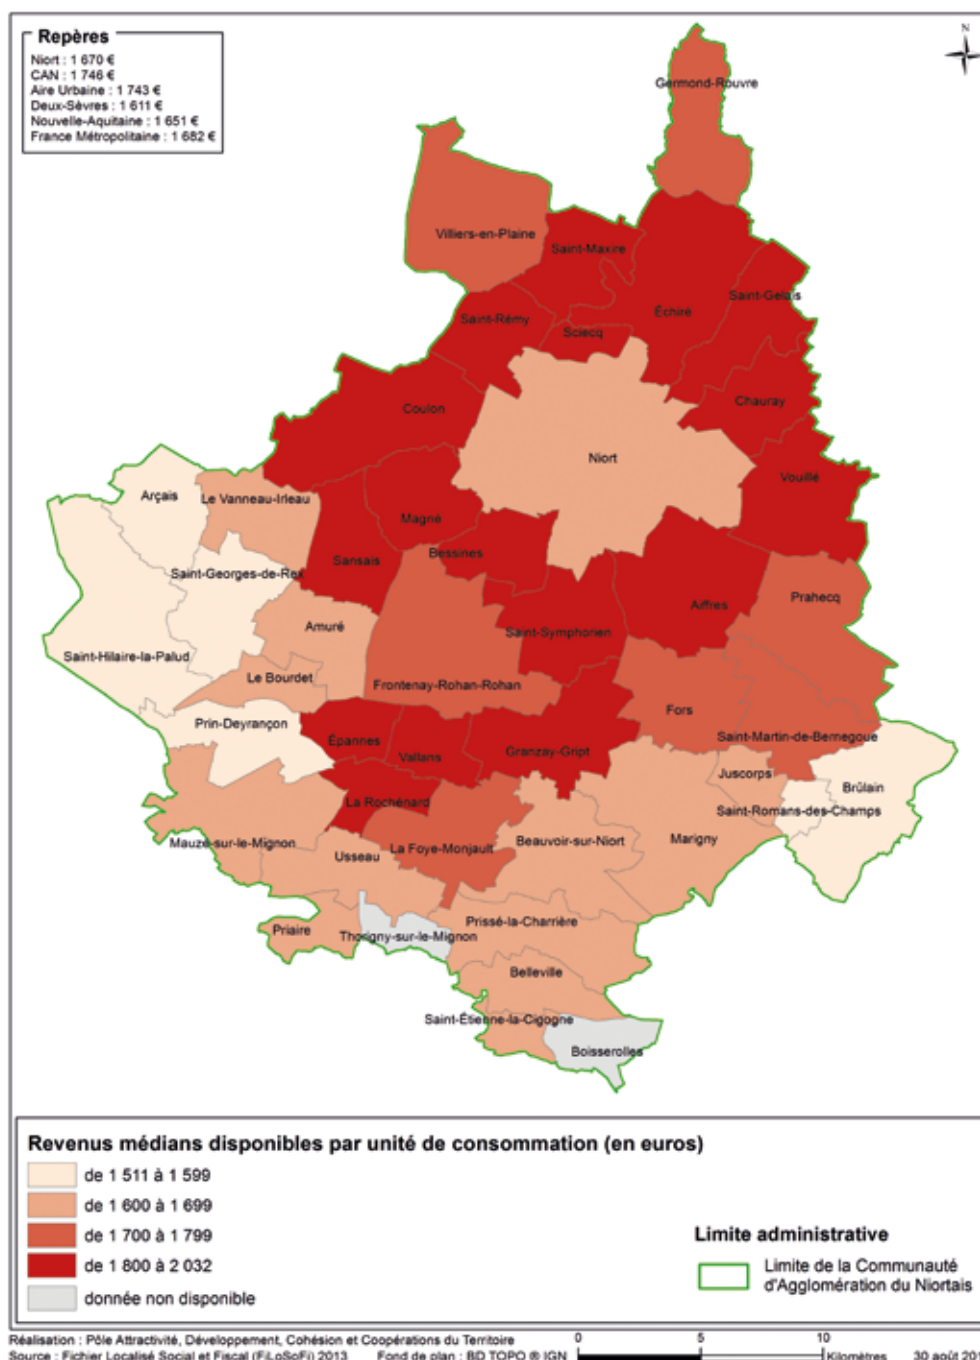 Repères
Niort : 1 670 €
CAN : 1 746 €
Aire Urbaine : 1 743 €
Deux-Sèvres : 1 611 €
Nouvelle-Aquitaine : 1 651 €
France Métropolitaine : 1 682 €
N
Germond-Rouvre
Villiers-en-Plaine
Saint-Maxire
Saint-Gelais
Échiré
Saint-Rémy
Sciecq
Chauray
Coulon
Niort
Vouillé
Arçais
Le Vanneau-Irleau
Magné
Bessines
Sansais
Saint-Georges-de-Rex
Prahecq
Aiffres
Amuré
Saint-Symphorien
Saint-Hilaire-la-Palud
Le Bourdet
Frontenay-Rohan-Rohan
Fors
Prin-Deyrançon
Saint-Martin-de-Bernegoue
Épannes
Vallans
Granzay-Gript
Juscorps
Brûlain
La Rochénard
Saint-Romans-des-Champs
Mauzé-sur-le-Mignon
Usseau
La Foye-Monjault
Beauvoir-sur-Niort
Marigny
Prissé-la-Charrière
Priaire
Thorigny-sur-le-Mignon
Belleville
Saint-Étienne-la-Cigogne
Boisserolles
Revenus médians disponibles par unité de consommation (en euros)
de 1 511 à 1 599
de 1 600 à 1 699
de 1 700 à 1 799
de 1 800 à 2 032
donnée non disponible
Limite administrative
Limite de la Communauté
d'Agglomération du Niortais
Réalisation : Pôle Attractivité, Développement, Cohésion et Coopérations du Territoire
0 5 10
Source : Fichier Localisé Social et Fiscal (FiLoSoFi) 2013 Fond de plan : BD TOPO ® IGN
Kilomètres
30 août